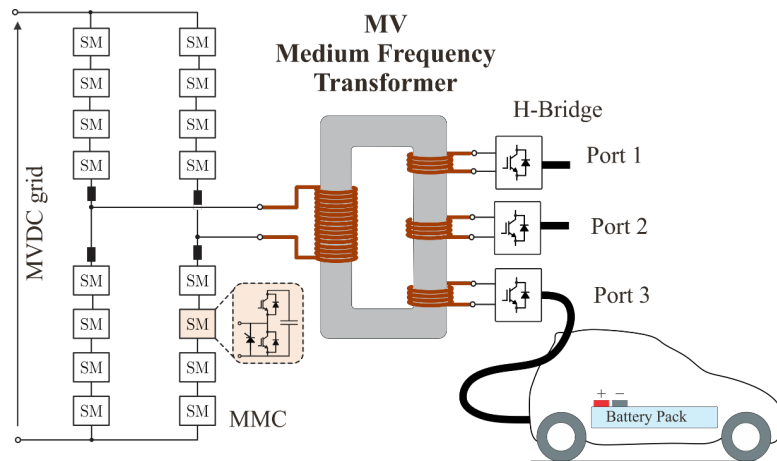 MV
Medium Frequency
Transformer
SM SM
SM SM
SM SM
SM SM
MVDC grid
H-Bridge
Port 1
Port 2
Port 3
SM SM
SM SM
SM SM
SM SM
MMC
+ −
Battery Pack